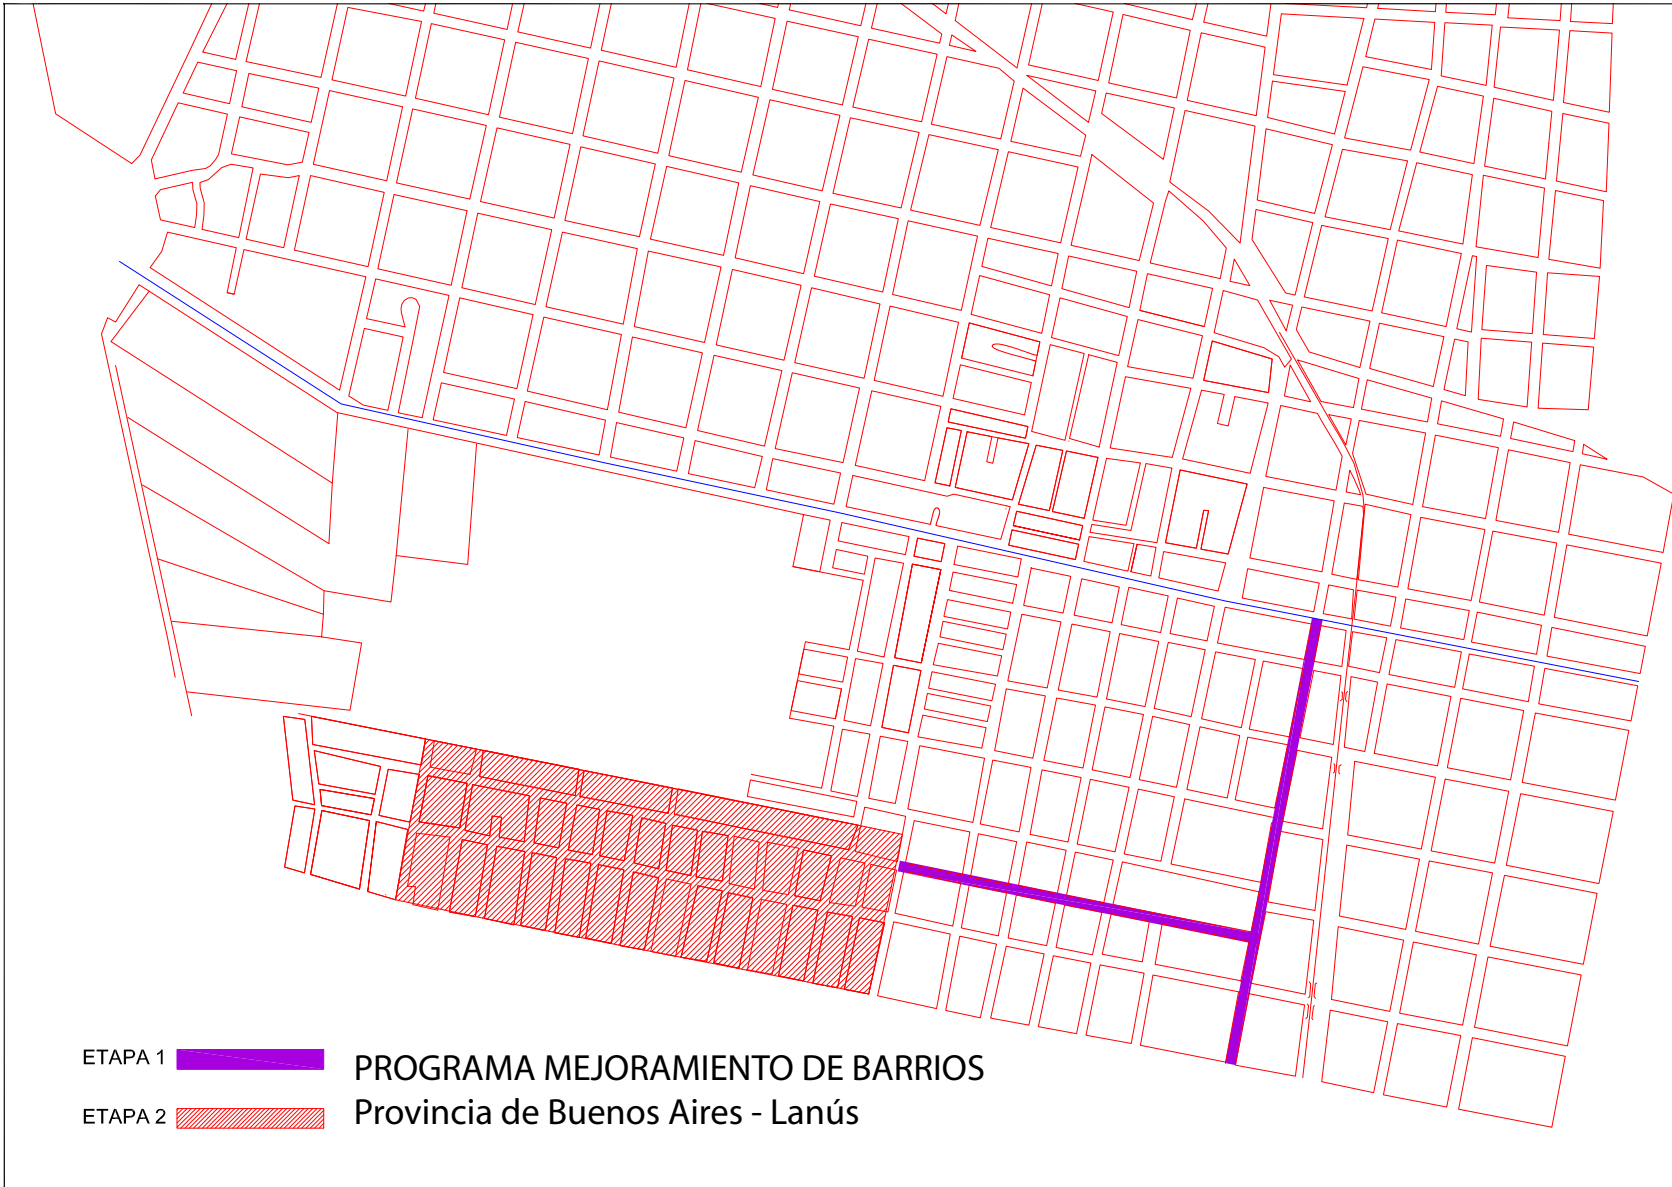 ETAPA 1
PROGRAMA MEJORAMIENTO DE BARRIOS
ETAPA 2
Provincia de Buenos Aires - Lanús